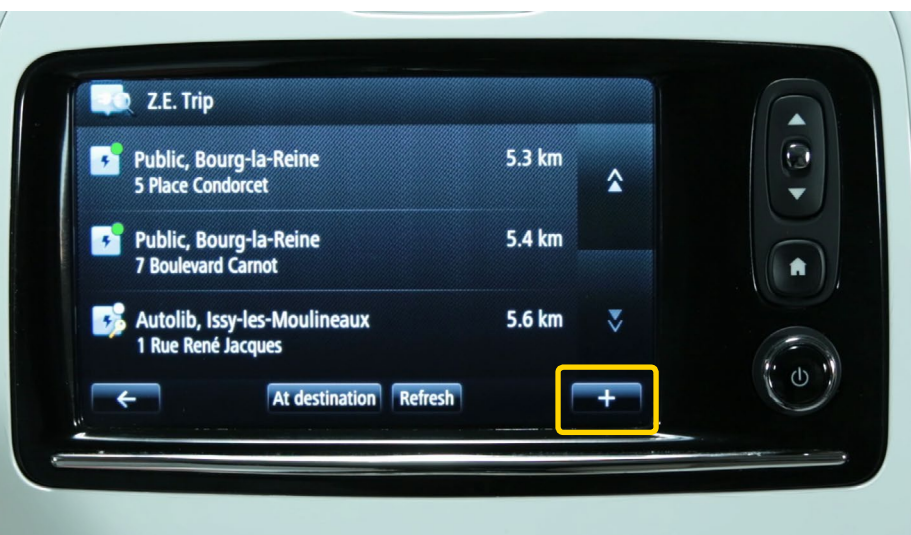 Z.E. Trip
Public, Bourg-la-Reine 5.3 km
5 Place Condorcet
Public, Bourg-la-Reine 5.4 km
7 Boulevard Carnot
Autolib, Issy-les-Moulineaux 5.6 km
1 Rue René Jacques
At destination Refresh +